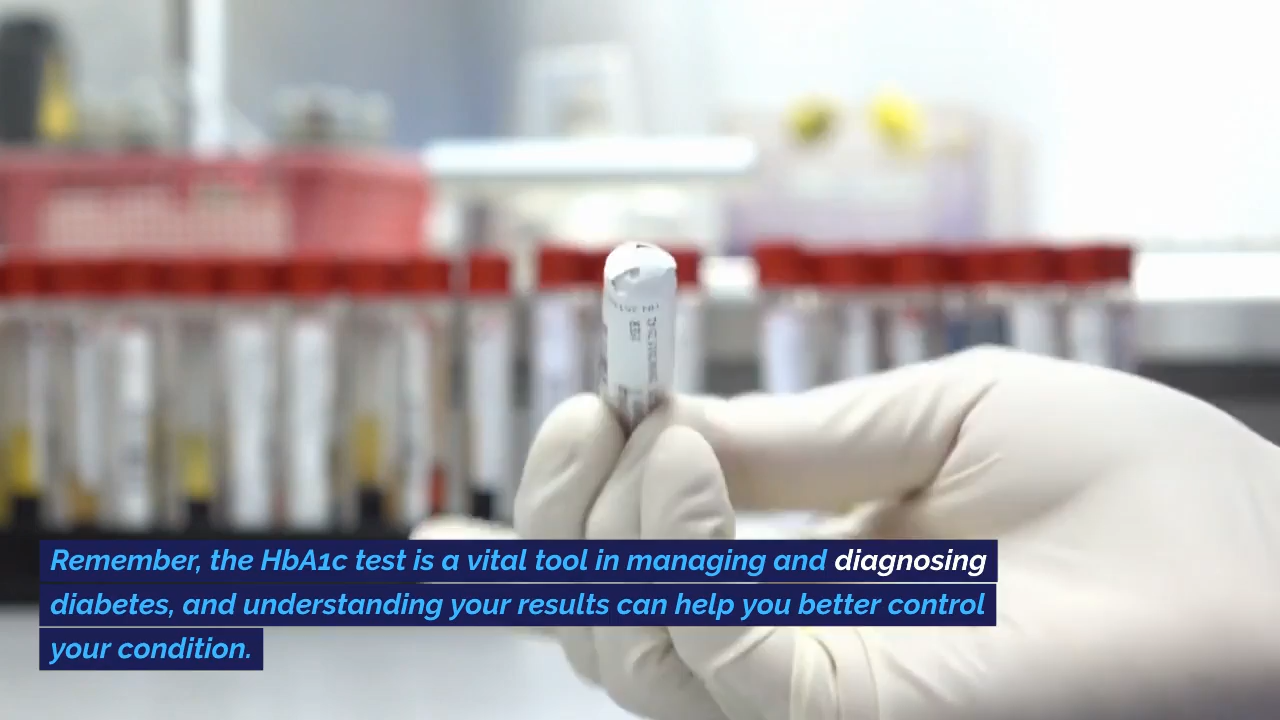 Remember, the HbA1c test is a vital tool in managing and diagnosing
diabetes, and understanding your results can help you better control
your condition.